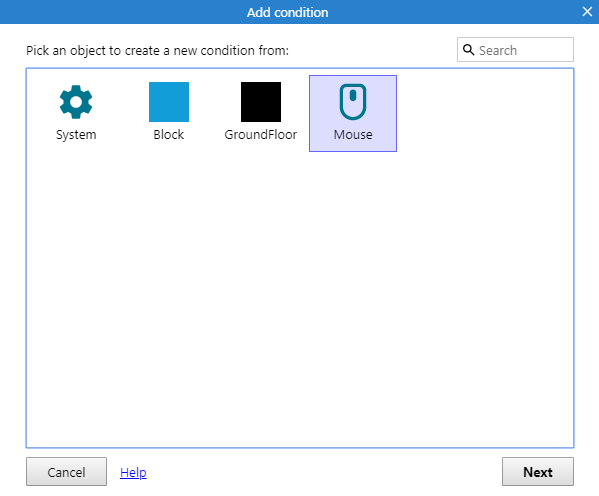 Add condition
Pick an object to create a new condition from:
Search
System
Block
GroundFloor
Mouse
Cancel
Help
Next